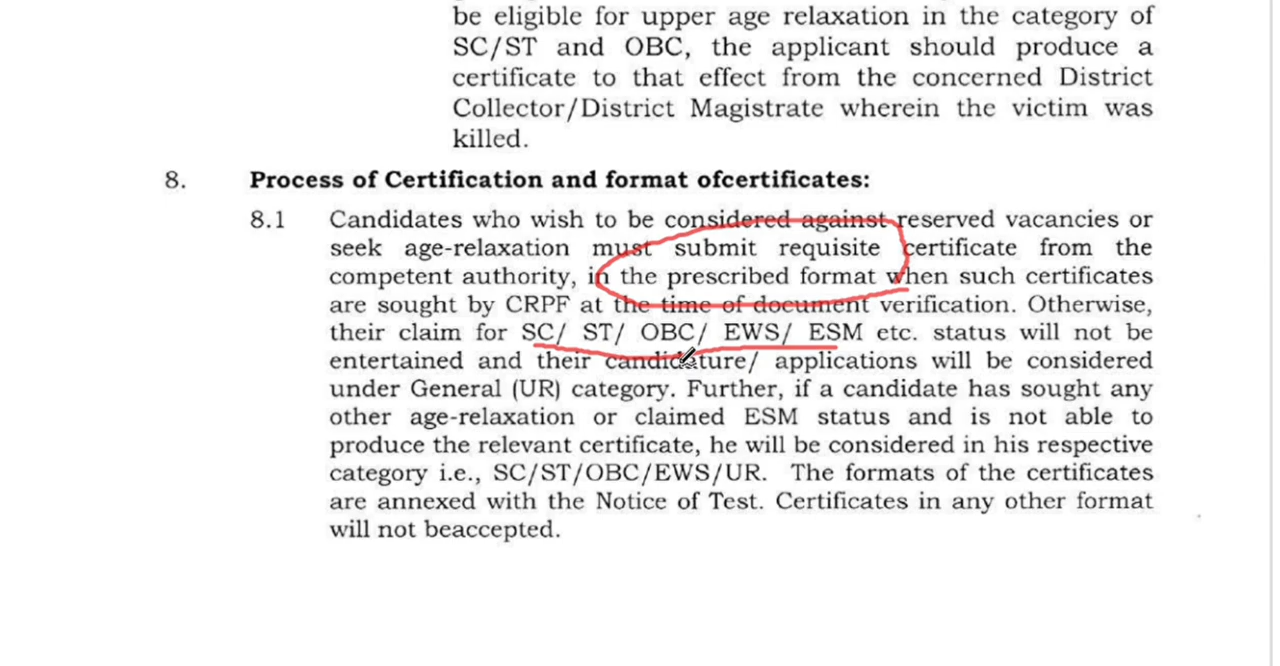 be eligible for upper age relaxation in the category of
SC/ST and OBC, the applicant should produce a
certificate to that effect from the concerned District
Collector/District Magistrate wherein the victim was
killed.
8. Process of Certification and format ofcertificates:
8.1 Candidates who wish to be considered against reserved vacancies or
seek age-relaxation must submit requisite certificate from the
competent authority, in the prescribed format when such certificates
are sought by CRPF at the time of document verification. Otherwise,
their claim for SC/ ST/ OBC/ EWS/ ESM etc. status will not be
entertained and their candidature/ applications will be considered
under General (UR) category. Further, if a candidate has sought any
other age-relaxation or claimed ESM status and is not able to
produce the relevant certificate, he will be considered in his respective
category i.e., SC/ST/OBC/EWS/UR. The formats of the certificates
are annexed with the Notice of Test. Certificates in any other format
will not beaccepted.